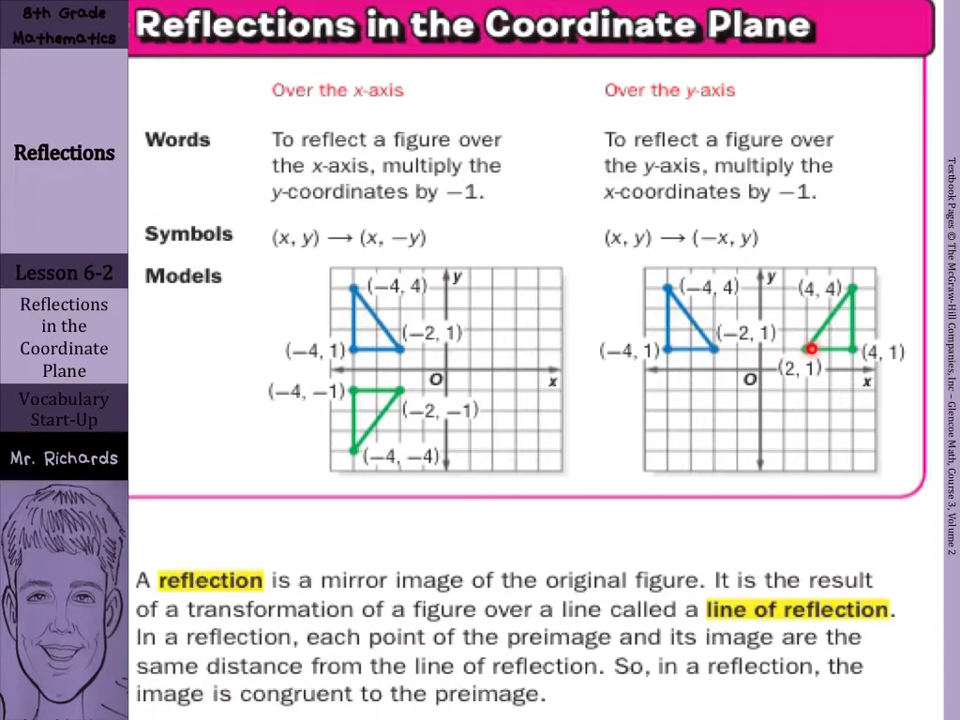 8th Grade
Mathematics
Reflections
Lesson 6-2
Reflections
in the
Coordinate
Plane
Vocabulary
Start-Up
Mr. Richards
Reflections in the Coordinate Plane
Over the x-axis
Over the y-axis
Words
To reflect a figure over
the x-axis, multiply the
y-coordinates by −1.
To reflect a figure over
the y-axis, multiply the
x-coordinates by −1.
Symbols
(x, y) → (x, −y)
(x, y) → (−x, y)
Models
(−4, 4)
y
(−2, 1)
(−4, 1)
O
x
(−4, −1)
(−2, −1)
(−4, −4)
(−4, 4)
y
(4, 4)
(−2, 1)
(−4, 1)
(4, 1)
(2, 1)
O
x
A reflection is a mirror image of the original figure. It is the result
of a transformation of a figure over a line called a line of reflection.
In a reflection, each point of the preimage and its image are the
same distance from the line of reflection. So, in a reflection, the
image is congruent to the preimage.
Textbook Pages © The McGraw-Hill Companies, Inc – Glencoe Math, Course 3, Volume 2